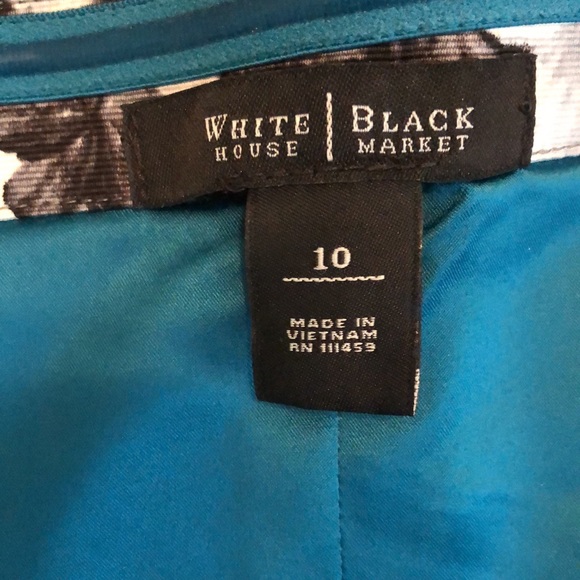 WHITE HOUSE | BLACK MARKET
10
MADE IN
VIETNAM
RN 111459